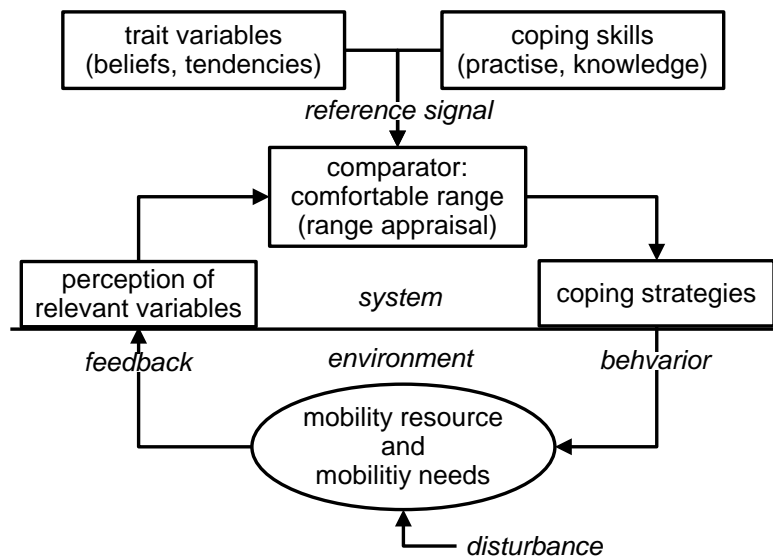 trait variables
(beliefs, tendencies)
coping skills
(practise, knowledge)
reference signal
comparator:
comfortable range
(range appraisal)
perception of
relevant variables
system
coping strategies
feedback
environment
behvarior
mobility resource
and
mobilitiy needs
disturbance